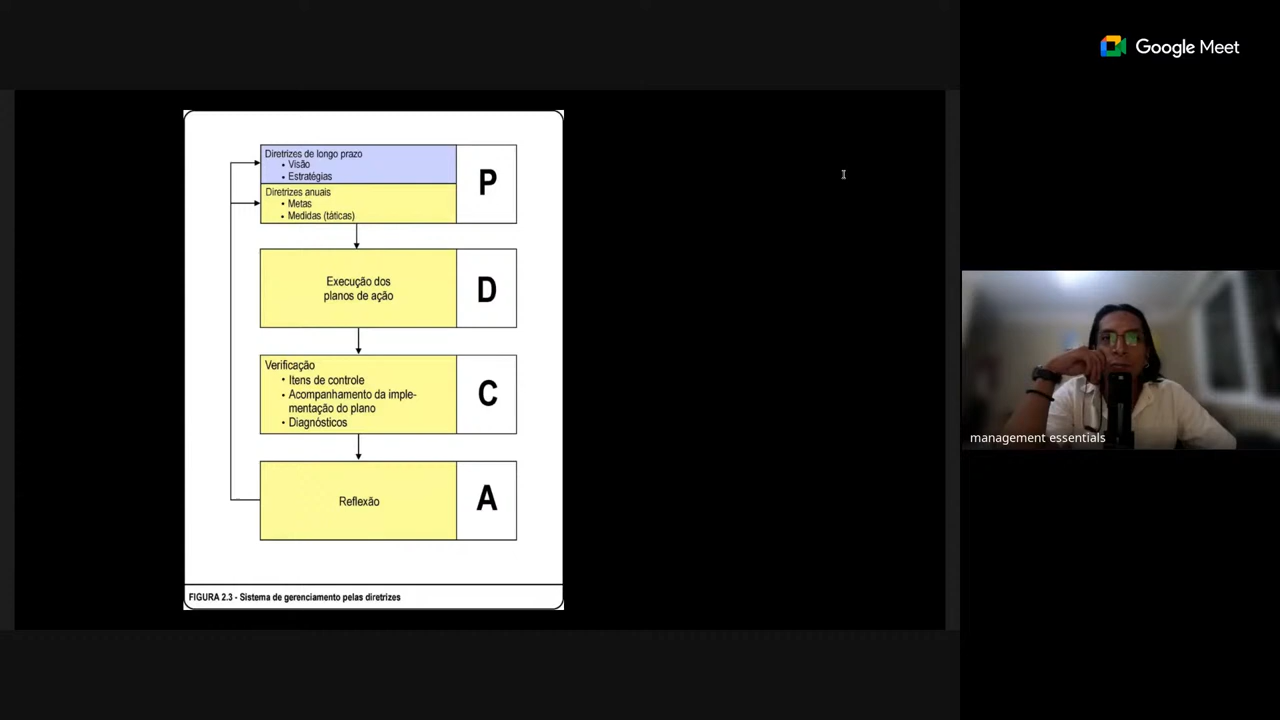 Google Meet
Diretrizes de longo prazo
• Visão
• Estratégias
P
Diretrizes anuais
• Metas
• Medidas (táticas)
Execução dos
planos de ação
D
Verificação
• Itens de controle
• Acompanhamento da imple-
mentação do plano
• Diagnósticos
C
Reflexão
A
FIGURA 2.3 - Sistema de gerenciamento pelas diretrizes
management essentials